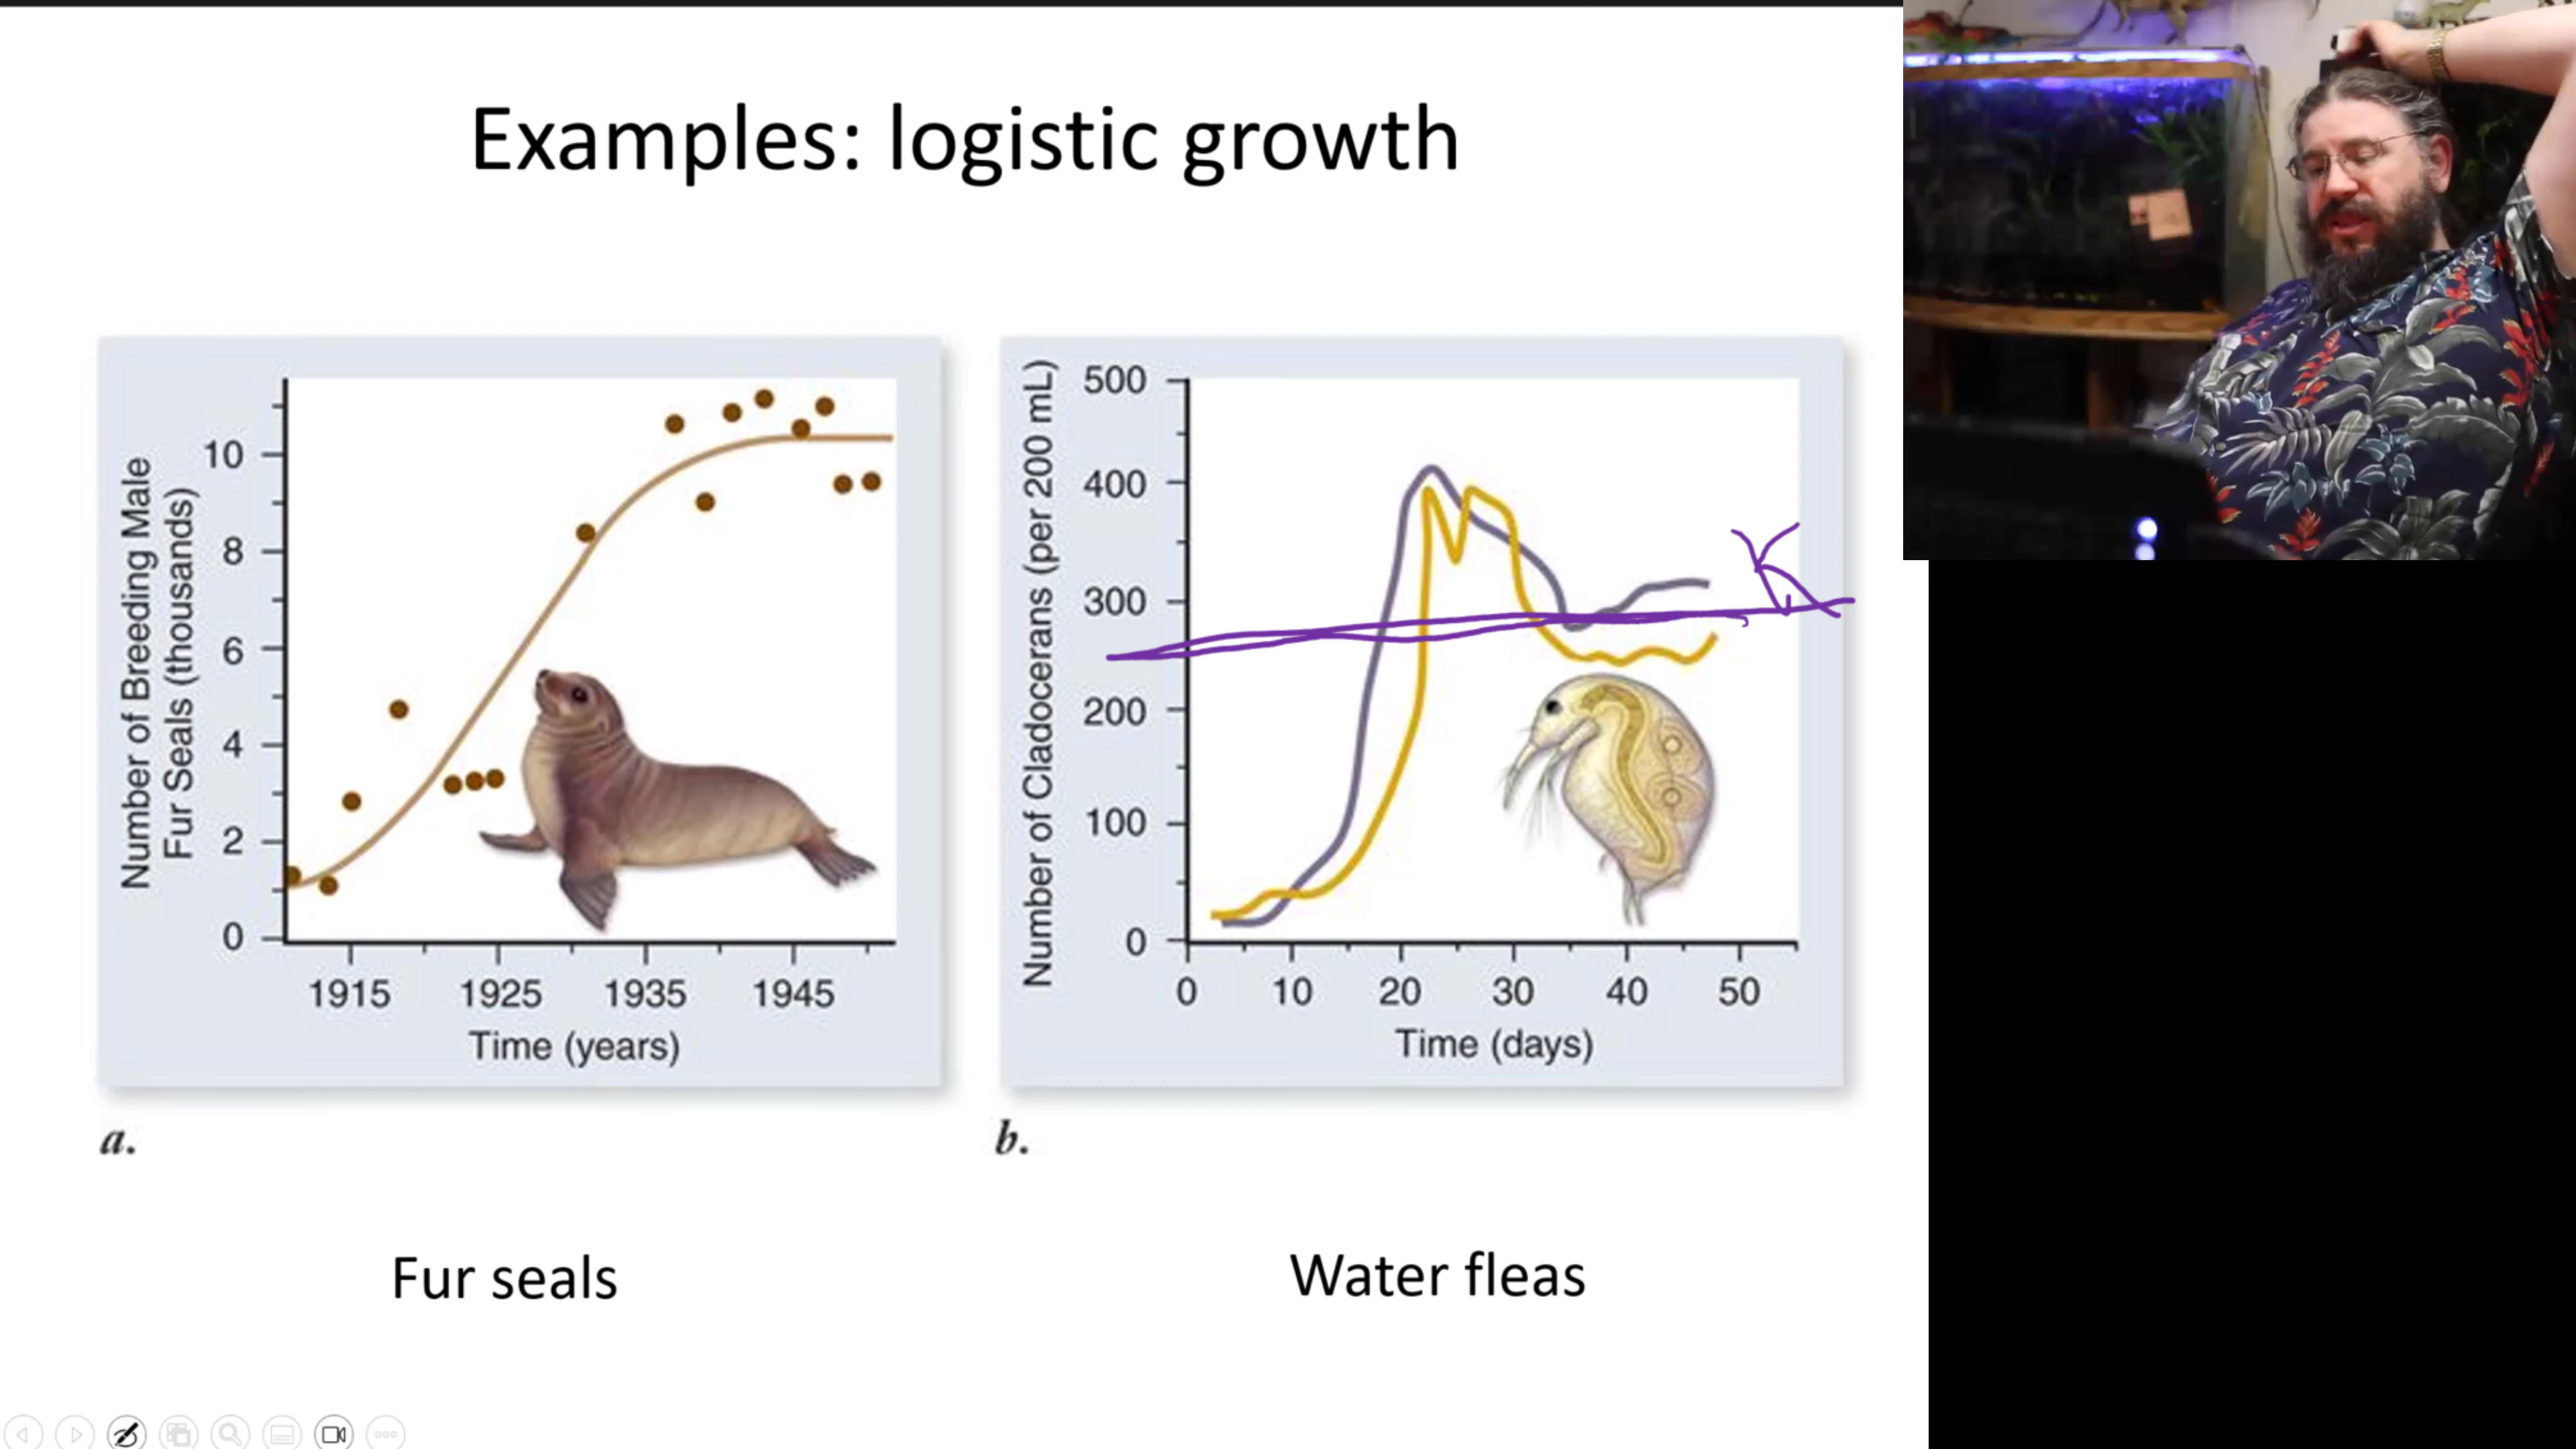 Examples: logistic growth
Number of Breeding Male
Fur Seals (thousands)
10
8
6
4
2
0
1915 1925 1935 1945
Time (years)
a.
Number of Cladocerans (per 200 mL)
500
400
300
200
100
0
0 10 20 30 40 50
Time (days)
K
b.
Fur seals
Water fleas